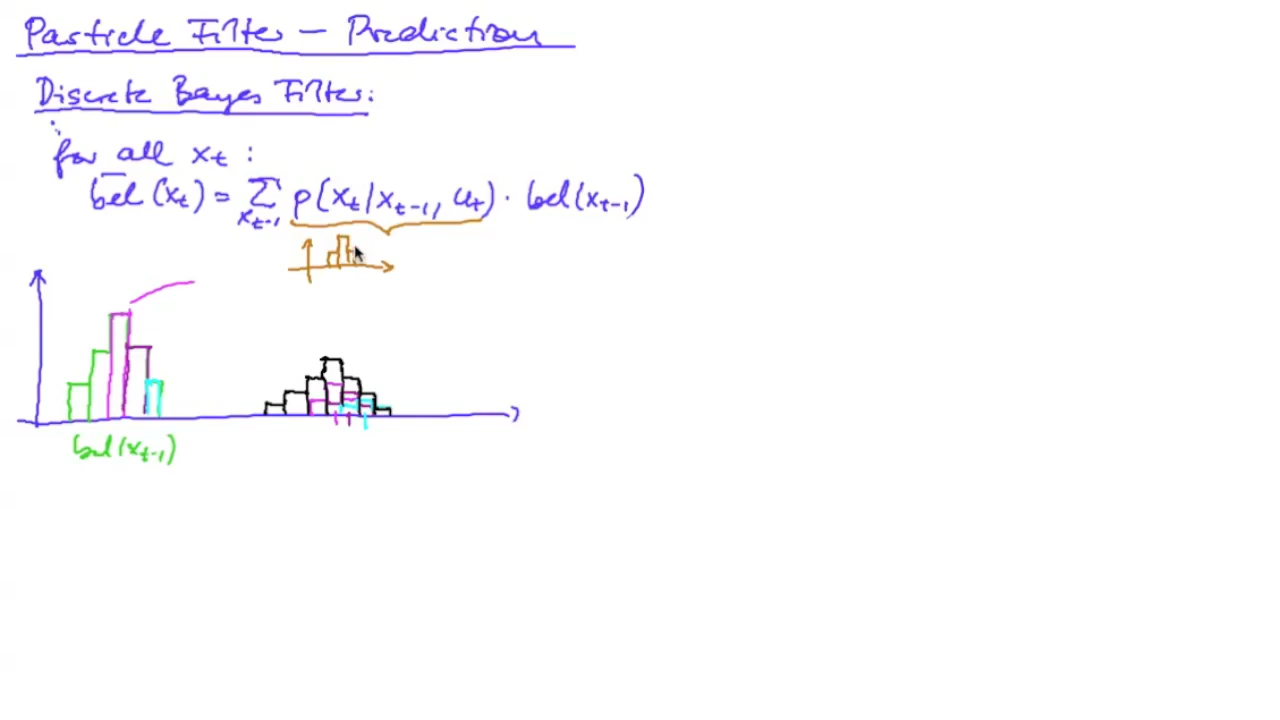 Particle Filter – Prediction
Discrete Bayes Filter:
for all xₜ :
b̅e̅l̅(xₜ) = Σ p(xₜ|xₜ₋₁, uₜ) · bel(xₜ₋₁)
xₜ₋₁
bel(xₜ₋₁)